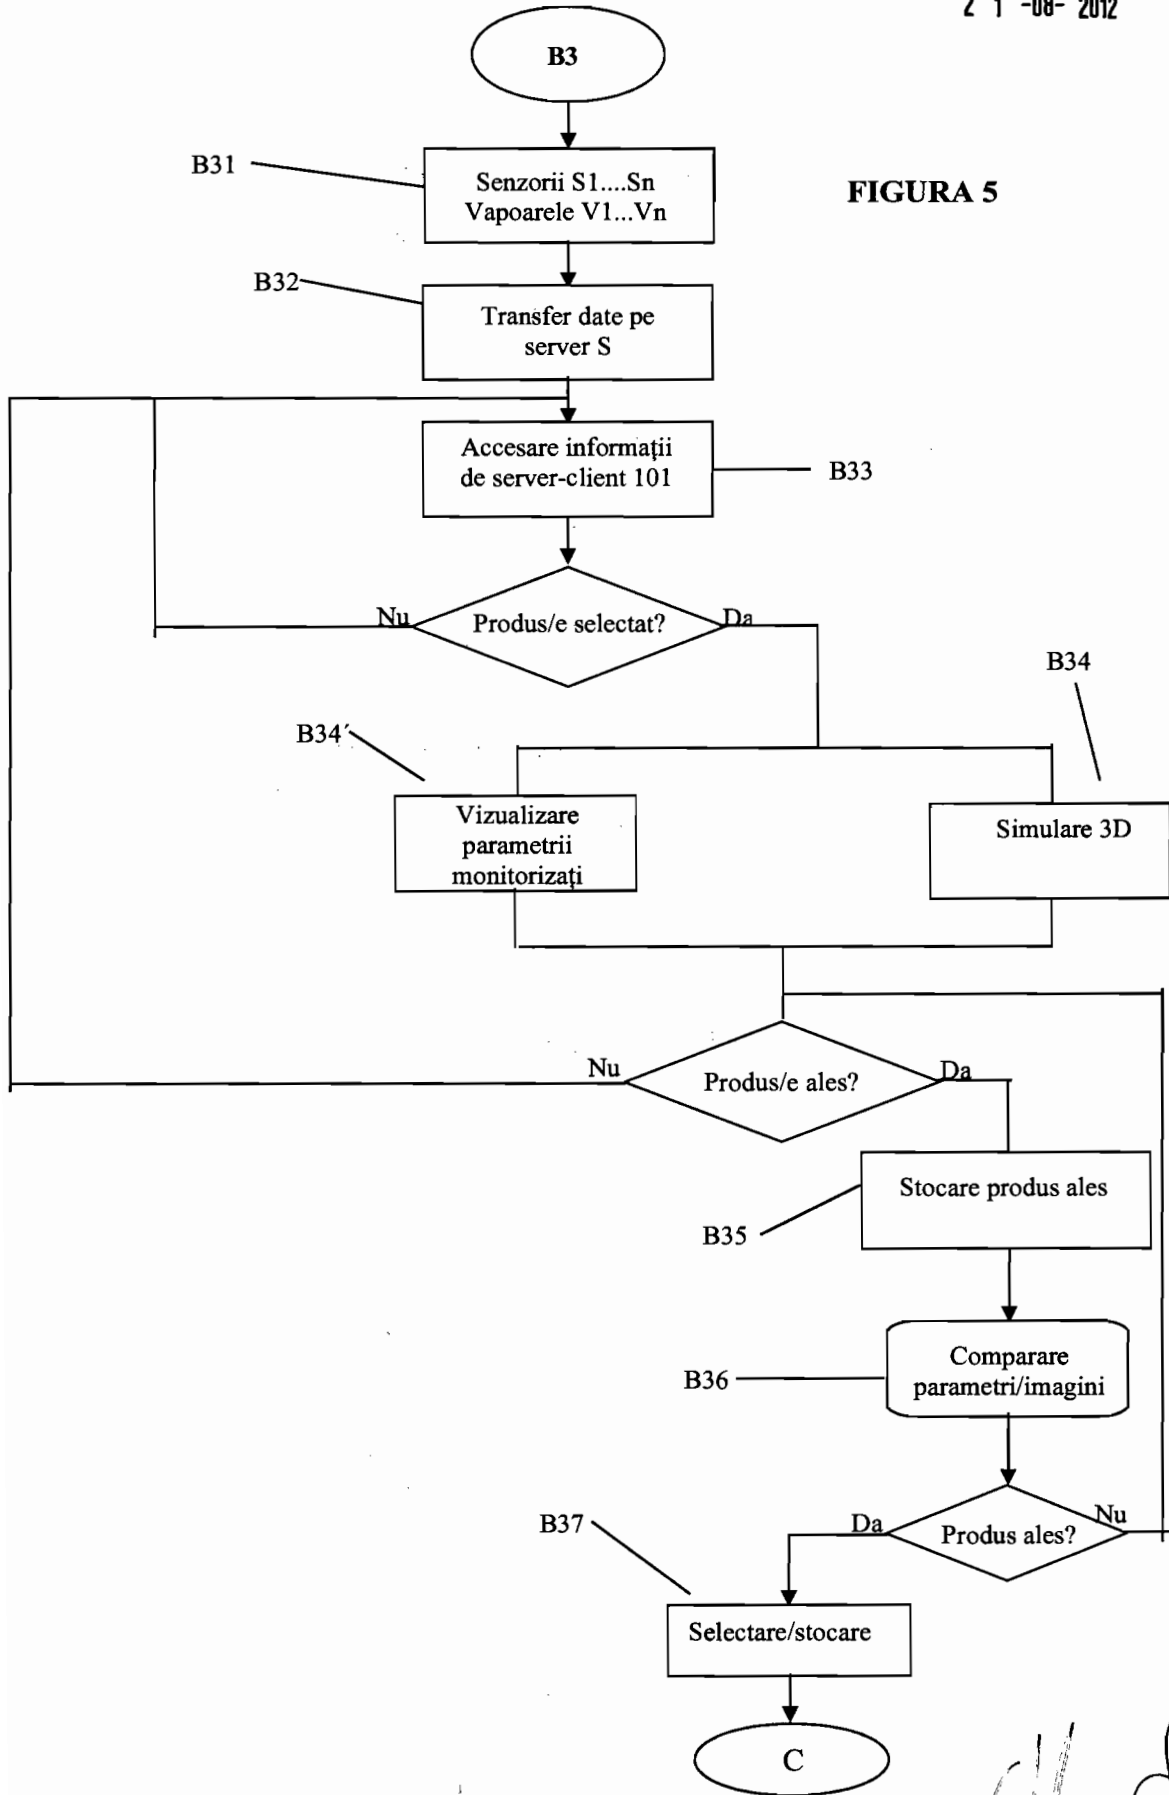 2 1 -08- 2012
B3
B31
Senzorii S1....Sn
Vapoarele V1...Vn
FIGURA 5
B32
Transfer date pe
server S
Accesare informaţii
de server-client 101
B33
Nu
Produs/e selectat?
Da
B34
B34´
Vizualizare
parametrii
monitorizaţi
Simulare 3D
Nu
Produs/e ales?
Da
Stocare produs ales
B35
Comparare
parametri/imagini
B36
B37
Da
Produs ales?
Nu
Selectare/stocare
C